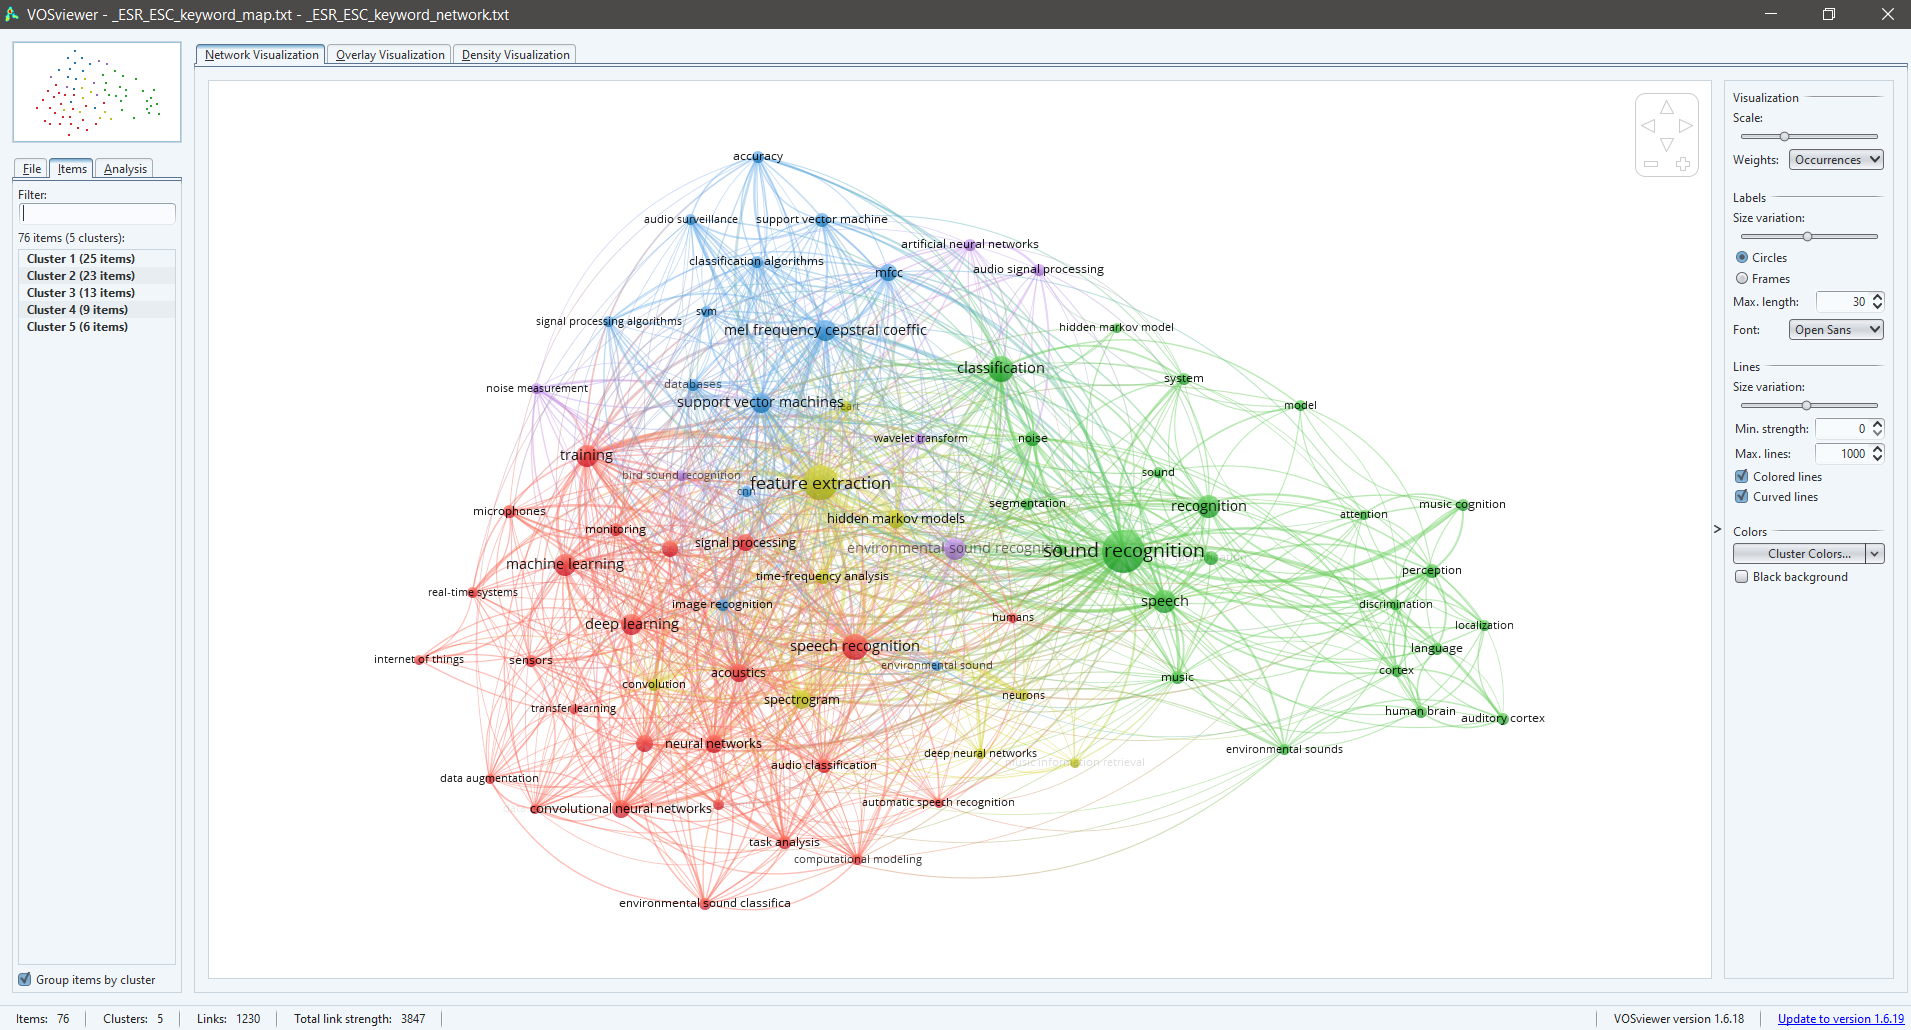 VOSviewer - _ESR_ESC_keyword_map.txt - _ESR_ESC_keyword_network.txt
Network Visualization
Overlay Visualization
Density Visualization
File
Items
Analysis
Filter:
76 items (5 clusters):
Cluster 1 (25 items)
Cluster 2 (23 items)
Cluster 3 (13 items)
Cluster 4 (9 items)
Cluster 5 (6 items)
Group items by cluster
accuracy
audio surveillance
support vector machine
artificial neural networks
classification algorithms
mfcc
audio signal processing
svm
signal processing algorithms
mel frequency cepstral coeffic
hidden markov model
classification
system
databases
noise measurement
support vector machines
heart
model
wavelet transform
noise
training
bird sound recognition
sound
cnn
feature extraction
segmentation
recognition
music cognition
microphones
attention
hidden markov models
monitoring
signal processing
environmental sound recognition
sound recognition
machine learning
time-frequency analysis
perception
real-time systems
image recognition
speech
discrimination
humans
deep learning
localization
speech recognition
language
internet of things
sensors
environmental sound
acoustics
cortex
music
convolution
neurons
spectrogram
transfer learning
human brain
auditory cortex
neural networks
environmental sounds
deep neural networks
music information retrieval
audio classification
data augmentation
automatic speech recognition
convolutional neural networks
task analysis
computational modeling
environmental sound classifica
Visualization
Scale:
Weights: Occurrences
Labels
Size variation:
Circles
Frames
Max. length: 30
Font: Open Sans
Lines
Size variation:
Min. strength: 0
Max. lines: 1000
Colored lines
Curved lines
Colors
Cluster Colors...
Black background
>
Items: 76
Clusters: 5
Links: 1230
Total link strength: 3847
VOSviewer version 1.6.18
Update to version 1.6.19